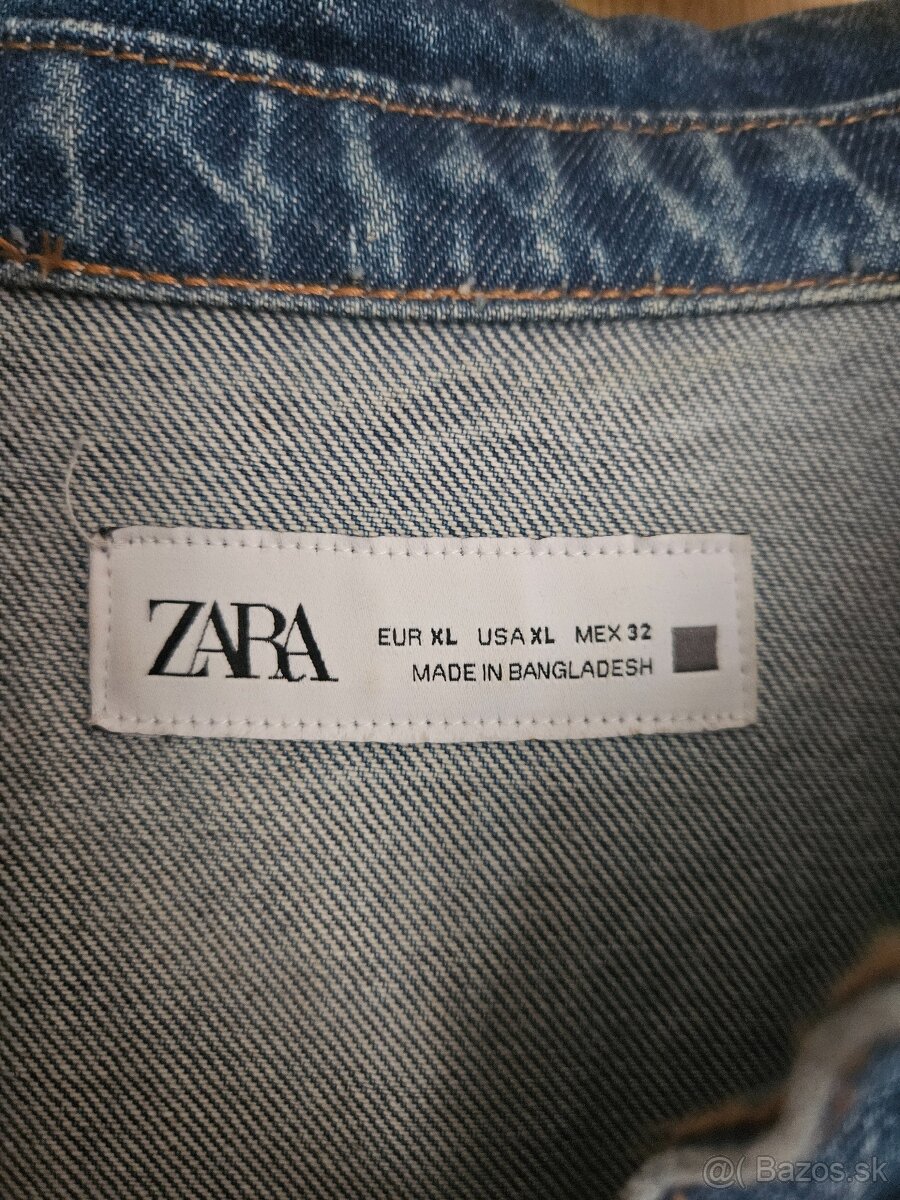 ZARA
EUR XL USA XL MEX 32
MADE IN BANGLADESH
@( Bazos.sk